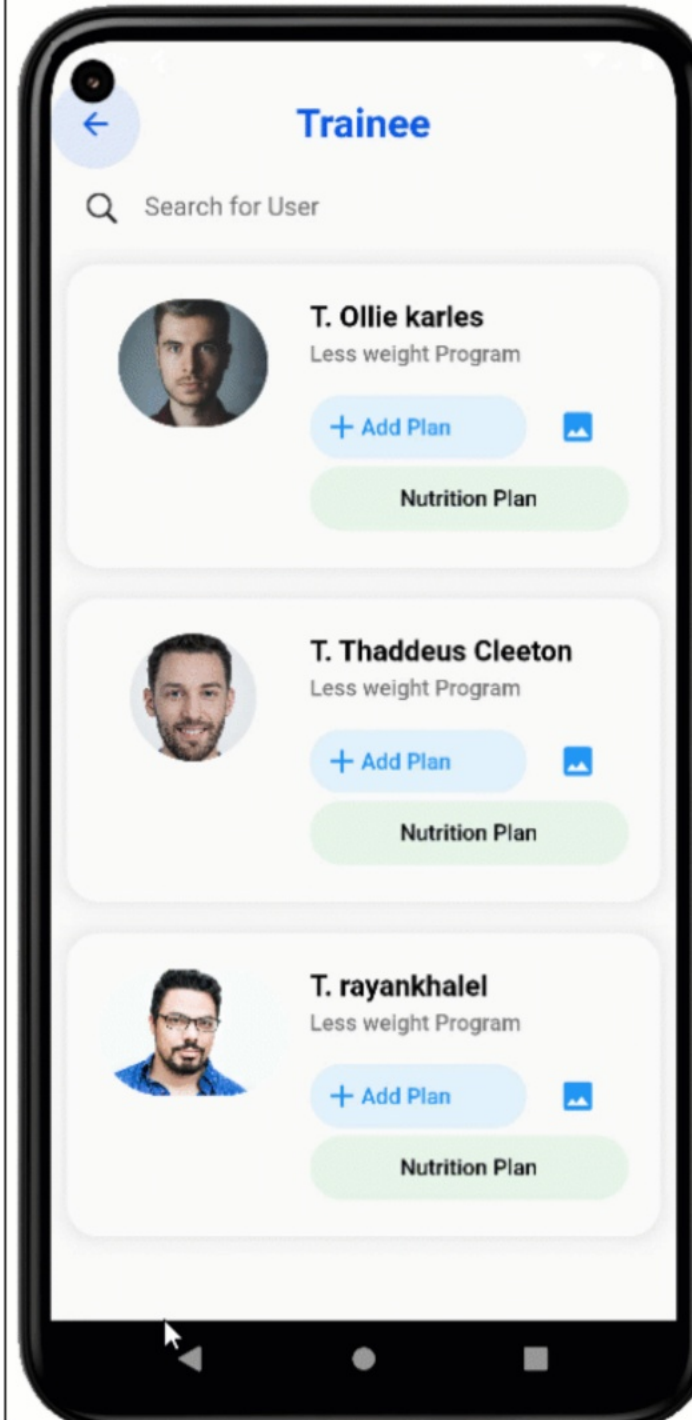 Trainee
Search for User
T. Ollie karles
Less weight Program
+ Add Plan
Nutrition Plan
T. Thaddeus Cleeton
Less weight Program
+ Add Plan
Nutrition Plan
T. rayankhalel
Less weight Program
+ Add Plan
Nutrition Plan